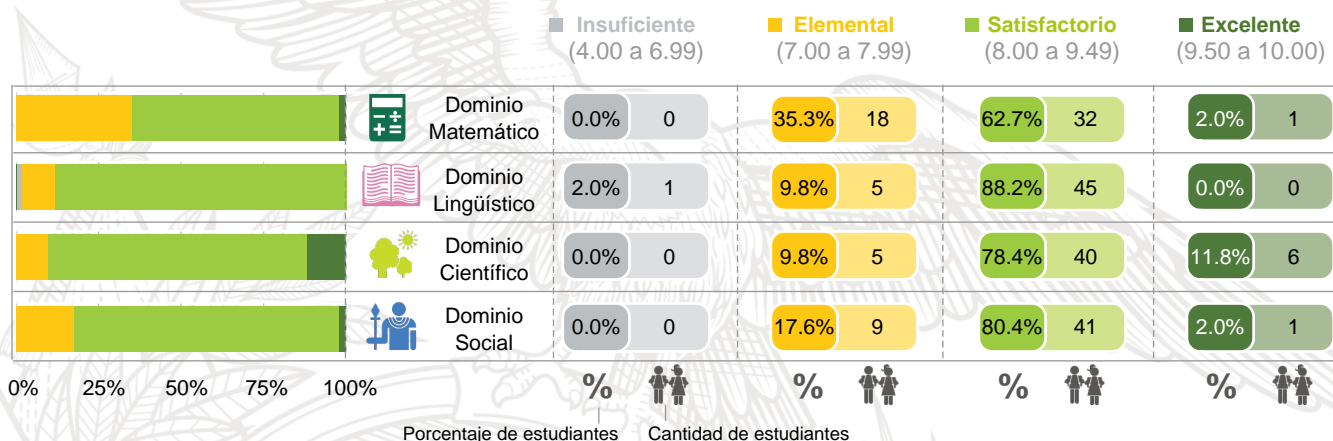 Insuficiente Elemental Satisfactorio Excelente
(4.00 a 6.99) (7.00 a 7.99) (8.00 a 9.49) (9.50 a 10.00)
Dominio
Matemático
0.0% 0 35.3% 18 62.7% 32 2.0% 1
Dominio
Lingüístico
2.0% 1 9.8% 5 88.2% 45 0.0% 0
Dominio
Científico
0.0% 0 9.8% 5 78.4% 40 11.8% 6
Dominio
Social
0.0% 0 17.6% 9 80.4% 41 2.0% 1
0% 25% 50% 75% 100% % % % %
Porcentaje de estudiantes Cantidad de estudiantes